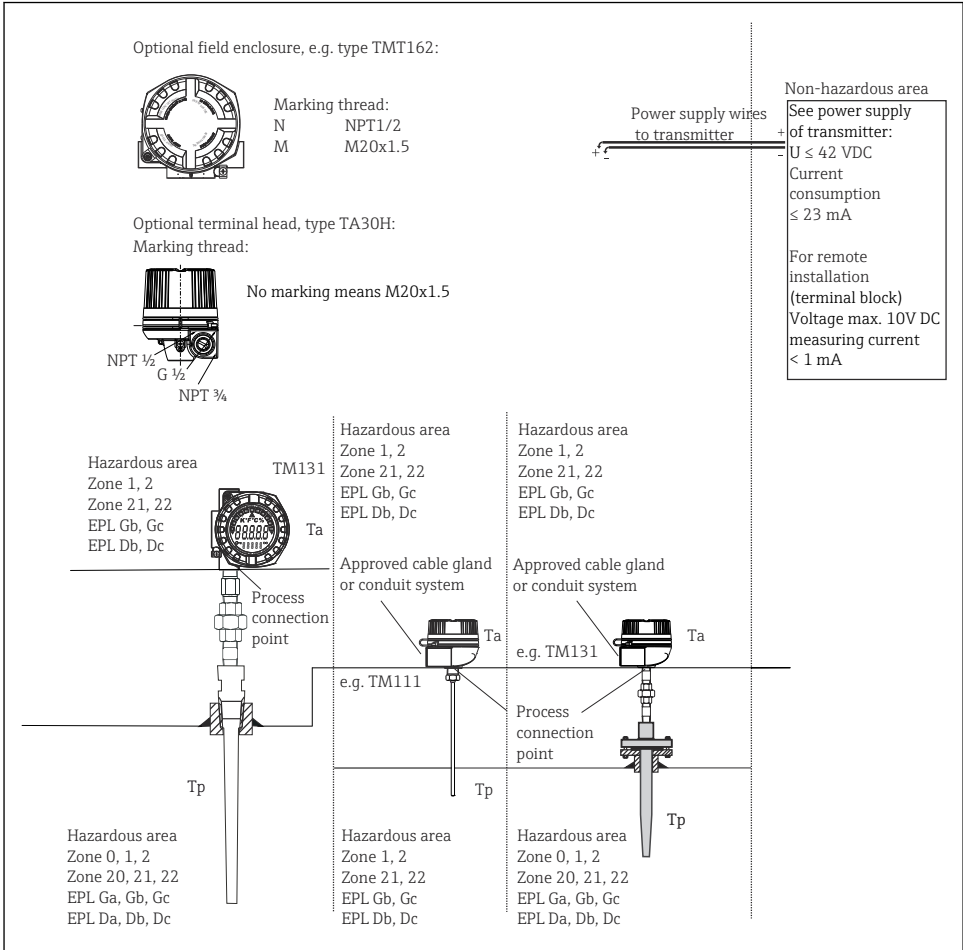 Optional field enclosure, e.g. type TMT162:
Marking thread:
N NPT1/2
M M20x1.5
Optional terminal head, type TA30H:
Marking thread:
No marking means M20x1.5
NPT ½
G ½
NPT ¾
Power supply wires
to transmitter
+ -
+
-
Non-hazardous area
See power supply
of transmitter:
U ≤ 42 VDC
Current
consumption
≤ 23 mA
For remote
installation
(terminal block)
Voltage max. 10V DC
measuring current
< 1 mA
Hazardous area
Zone 1, 2
Zone 21, 22
EPL Gb, Gc
EPL Db, Dc
TM131
Ta
Process
connection
point
Tp
Hazardous area
Zone 0, 1, 2
Zone 20, 21, 22
EPL Ga, Gb, Gc
EPL Da, Db, Dc
Hazardous area
Zone 1, 2
Zone 21, 22
EPL Gb, Gc
EPL Db, Dc
Approved cable gland
or conduit system
Ta
e.g. TM111
Tp
Hazardous area
Zone 1, 2
Zone 21, 22
EPL Gb, Gc
EPL Db, Dc
Hazardous area
Zone 1, 2
Zone 21, 22
EPL Gb, Gc
EPL Db, Dc
Approved cable gland
or conduit system
Ta
e.g. TM131
Process
connection
point
Tp
Hazardous area
Zone 0, 1, 2
Zone 20, 21, 22
EPL Ga, Gb, Gc
EPL Da, Db, Dc